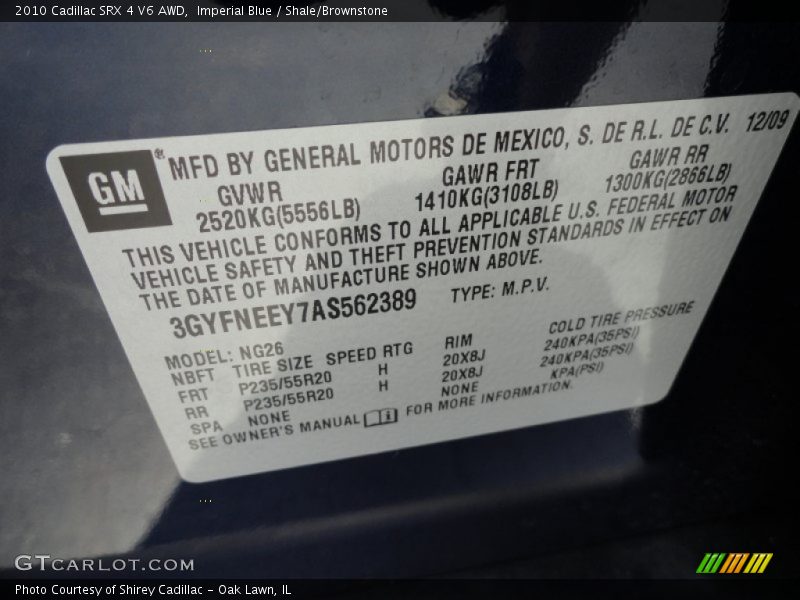 2010 Cadillac SRX 4 V6 AWD, Imperial Blue / Shale/Brownstone
GM® MFD BY GENERAL MOTORS DE MEXICO, S. DE R.L. DE C.V. 12/09
GVWR GAWR FRT GAWR RR
2520KG(5556LB) 1410KG(3108LB) 1300KG(2866LB)
THIS VEHICLE CONFORMS TO ALL APPLICABLE U.S. FEDERAL MOTOR
VEHICLE SAFETY AND THEFT PREVENTION STANDARDS IN EFFECT ON
THE DATE OF MANUFACTURE SHOWN ABOVE.
3GYFNEEY7AS562389 TYPE: M.P.V.
MODEL: NG26
NBFT TIRE SIZE SPEED RTG RIM COLD TIRE PRESSURE
FRT P235/55R20 H 20X8J 240KPA(35PSI)
RR P235/55R20 H 20X8J 240KPA(35PSI)
SPA NONE NONE KPA(PSI)
SEE OWNER'S MANUAL FOR MORE INFORMATION.
GTCARLOT.COM
Photo Courtesy of Shirey Cadillac - Oak Lawn, IL